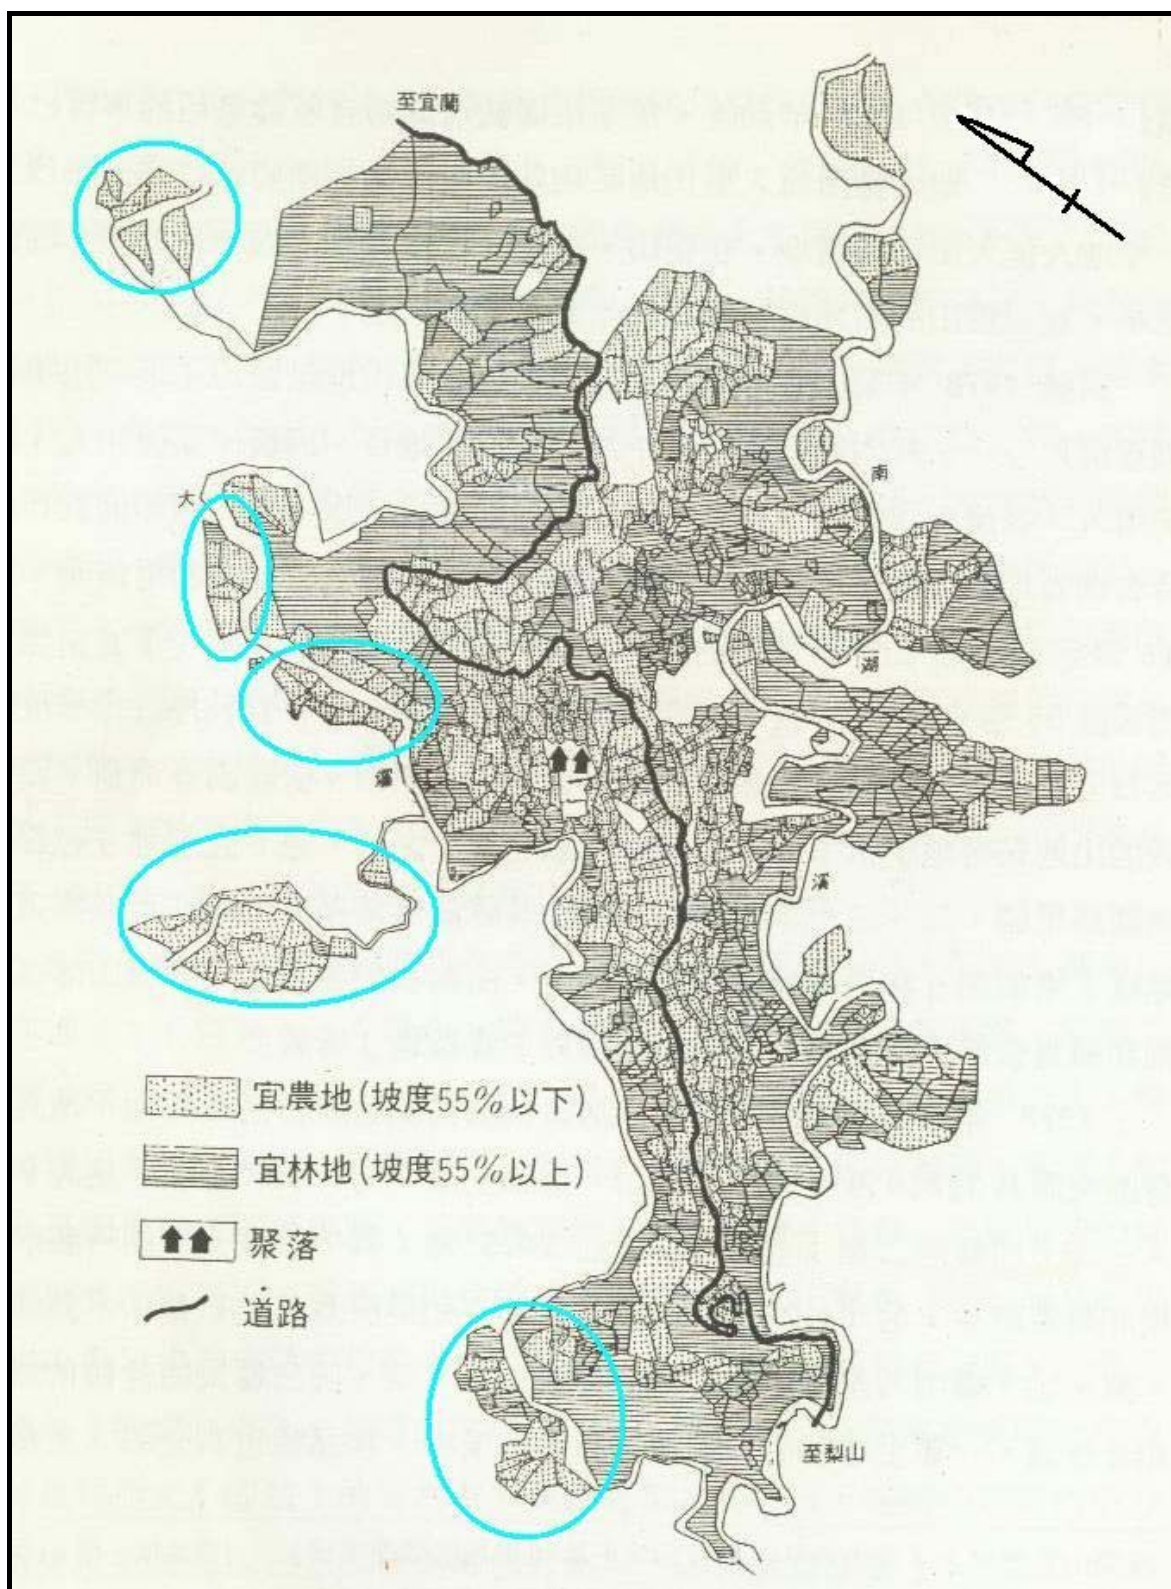 至宜蘭
大
南
甲
湖
溪
溪
宜農地(坡度55%以下)
宜林地(坡度55%以上)
聚落
道路
至梨山